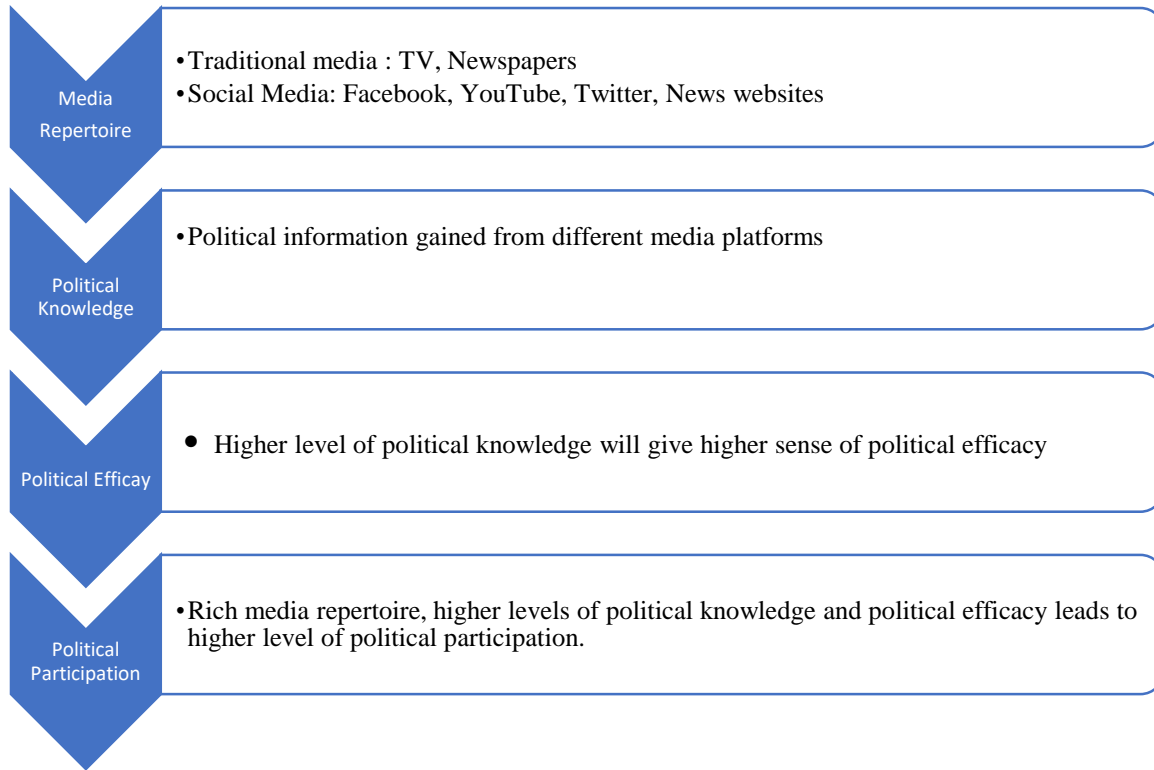 Media
Repertoire
•Traditional media : TV, Newspapers
•Social Media: Facebook, YouTube, Twitter, News websites
Political
Knowledge
•Political information gained from different media platforms
Political Efficay
• Higher level of political knowledge will give higher sense of political efficacy
Political
Participation
•Rich media repertoire, higher levels of political knowledge and political efficacy leads to
higher level of political participation.